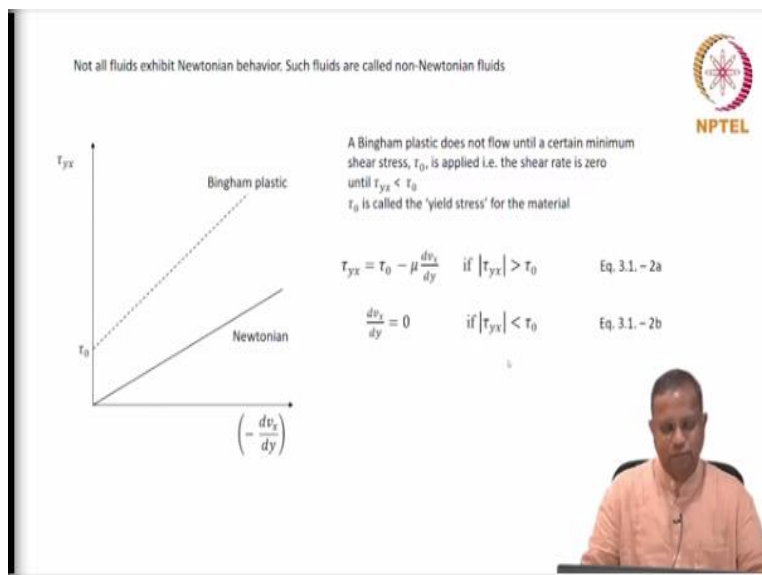 Not all fluids exhibit Newtonian behavior. Such fluids are called non-Newtonian fluids
NPTEL
τyx
Bingham plastic
Newtonian
τ₀
(− dvx/dy)
A Bingham plastic does not flow until a certain minimum
shear stress, τ₀, is applied i.e. the shear rate is zero
until τyx < τ₀
τ₀ is called the 'yield stress' for the material
τyx = τ₀ − μ dvx/dy if |τyx| > τ₀ Eq. 3.1. – 2a
dvx/dy = 0 if |τyx| < τ₀ Eq. 3.1. – 2b